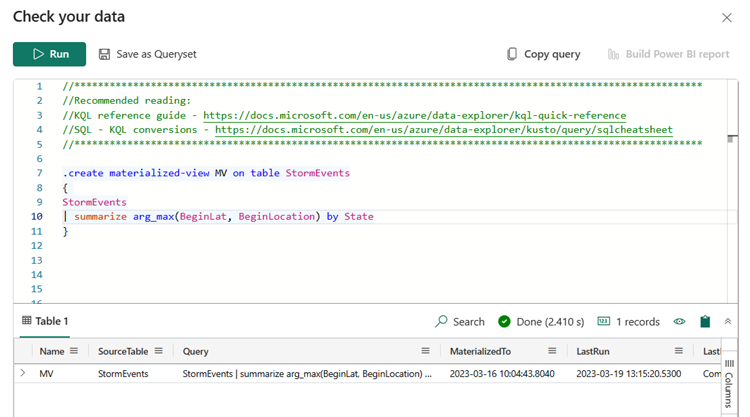 Check your data
Run
Save as Queryset
Copy query
Build Power BI report
1 //***********************************************************************************************************
2 //Recommended reading:
3 //KQL reference guide - https://docs.microsoft.com/en-us/azure/data-explorer/kql-quick-reference
4 //SQL - KQL conversions - https://docs.microsoft.com/en-us/azure/data-explorer/kusto/query/sqlcheatsheet
5 //***********************************************************************************************************
6
7 .create materialized-view MV on table StormEvents
8 {
9 StormEvents
10 | summarize arg_max(BeginLat, BeginLocation) by State
11 }
12
13
14
15
16
Table 1
Search
Done (2.410 s)
1 records
Name SourceTable Query MaterializedTo LastRun Last
MV StormEvents StormEvents | summarize arg_max(BeginLat, BeginLocation) ... 2023-03-16 10:04:43.8040 2023-03-19 13:15:20.5300 Com
Columns